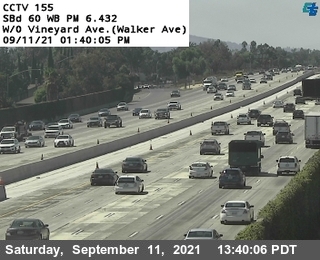 CCTV 155
SBd 60 WB PM 6.432
W/O Vineyard Ave.(Walker Ave)
09/11/21 01:40:05 PM
Saturday, September 11, 2021 13:40:06 PDT